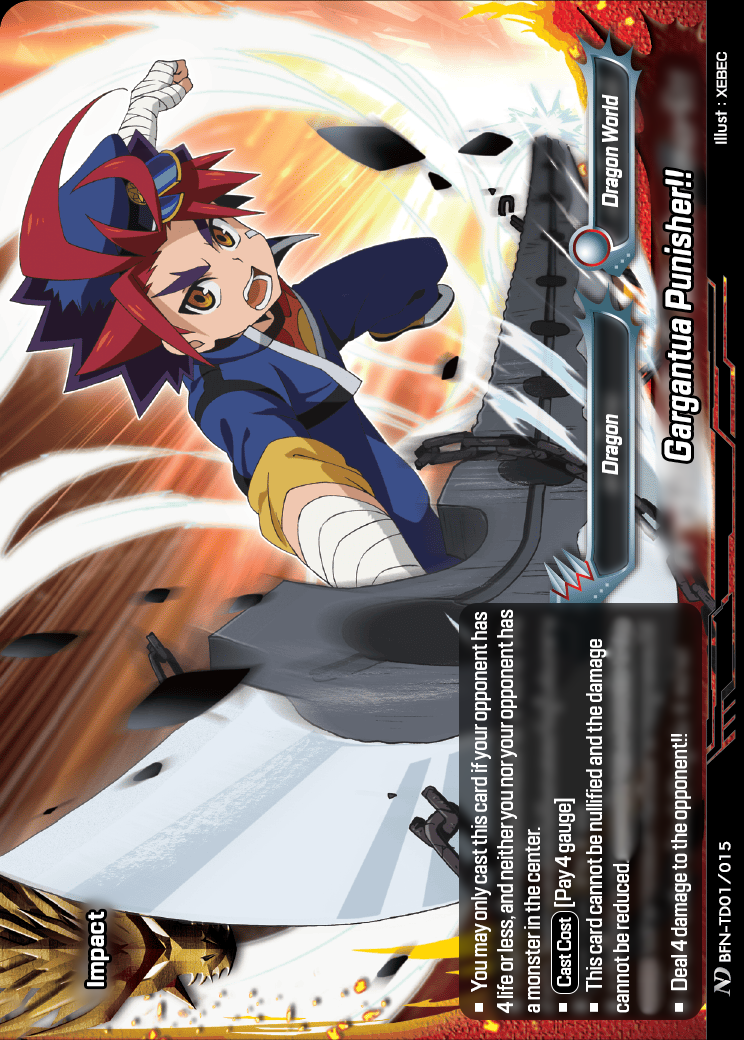 Impact
■ You may only cast this card if your opponent has
4 life or less, and neither you nor your opponent has
a monster in the center.
■ Cast Cost [Pay 4 gauge]
■ This card cannot be nullified and the damage
cannot be reduced.
■ Deal 4 damage to the opponent!!
Dragon
Dragon World
Gargantua Punisher!!
ND BFN-TD01/015
Illust : XEBEC